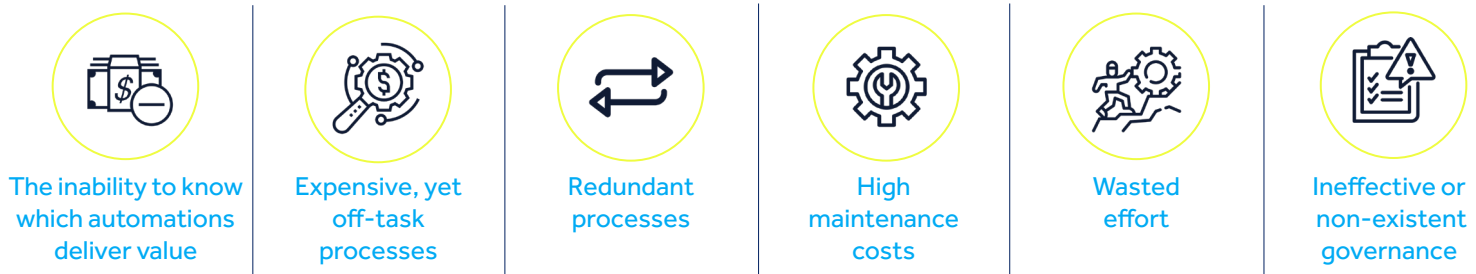 The inability to know
which automations
deliver value
Expensive, yet
off-task
processes
Redundant
processes
High
maintenance
costs
Wasted
effort
Ineffective or
non-existent
governance